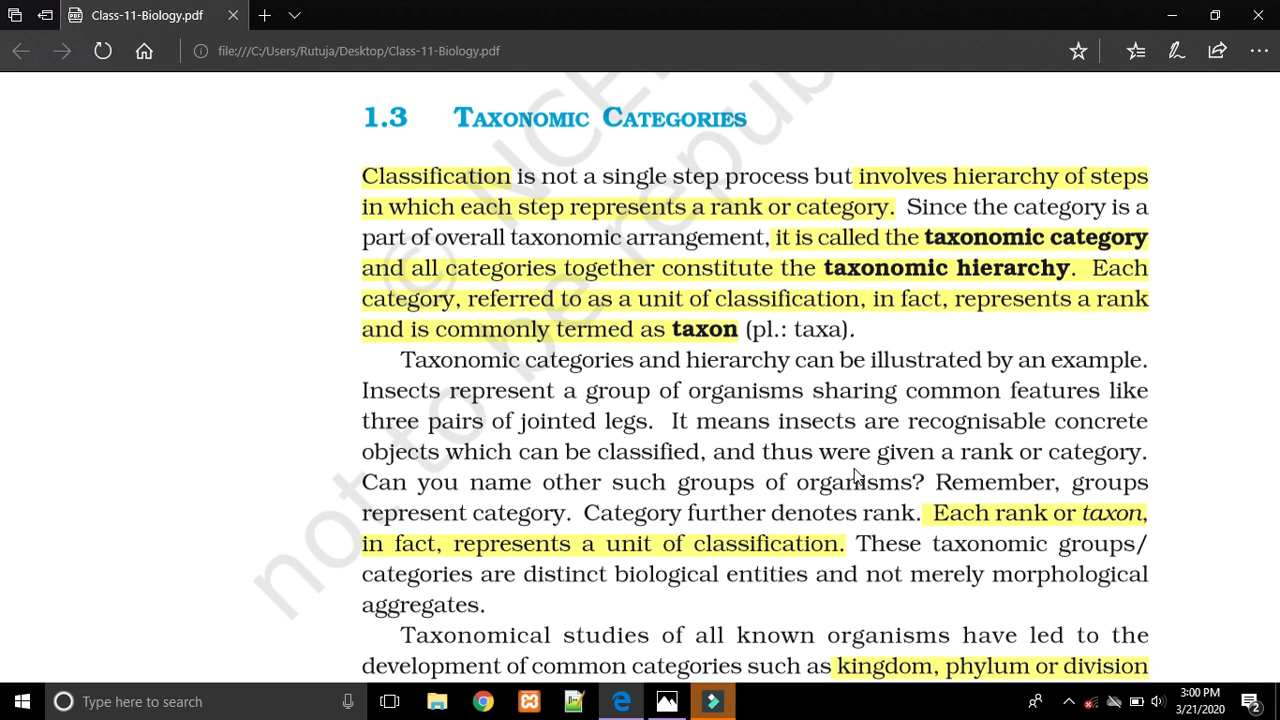 Class-11-Biology.pdf
file:///C:/Users/Rutuja/Desktop/Class-11-Biology.pdf
1.3 TAXONOMIC CATEGORIES
Classification is not a single step process but involves hierarchy of steps
in which each step represents a rank or category. Since the category is a
part of overall taxonomic arrangement, it is called the taxonomic category
and all categories together constitute the taxonomic hierarchy. Each
category, referred to as a unit of classification, in fact, represents a rank
and is commonly termed as taxon (pl.: taxa).
Taxonomic categories and hierarchy can be illustrated by an example.
Insects represent a group of organisms sharing common features like
three pairs of jointed legs. It means insects are recognisable concrete
objects which can be classified, and thus were given a rank or category.
Can you name other such groups of organisms? Remember, groups
represent category. Category further denotes rank. Each rank or taxon,
in fact, represents a unit of classification. These taxonomic groups/
categories are distinct biological entities and not merely morphological
aggregates.
Taxonomical studies of all known organisms have led to the
development of common categories such as kingdom, phylum or division
© NCE
not to be repub
Type here to search
3:00 PM
3/21/2020
2